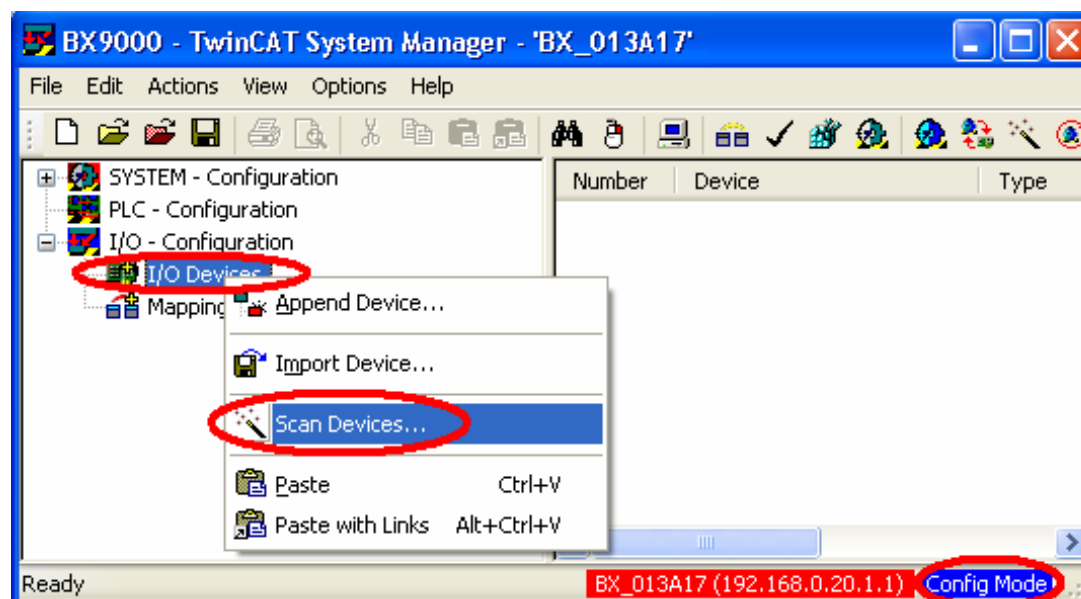 BX9000 - TwinCAT System Manager - 'BX_013A17'
File Edit Actions View Options Help
SYSTEM - Configuration
PLC - Configuration
I/O - Configuration
I/O Devices
Mapping
Number Device Type
Append Device...
Import Device...
Scan Devices...
Paste Ctrl+V
Paste with Links Alt+Ctrl+V
Ready BX_013A17 (192.168.0.20.1.1) Config Mode